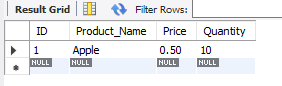 Result Grid Filter Rows:
ID Product_Name Price Quantity
1 Apple 0.50 10
NULL NULL NULL NULL